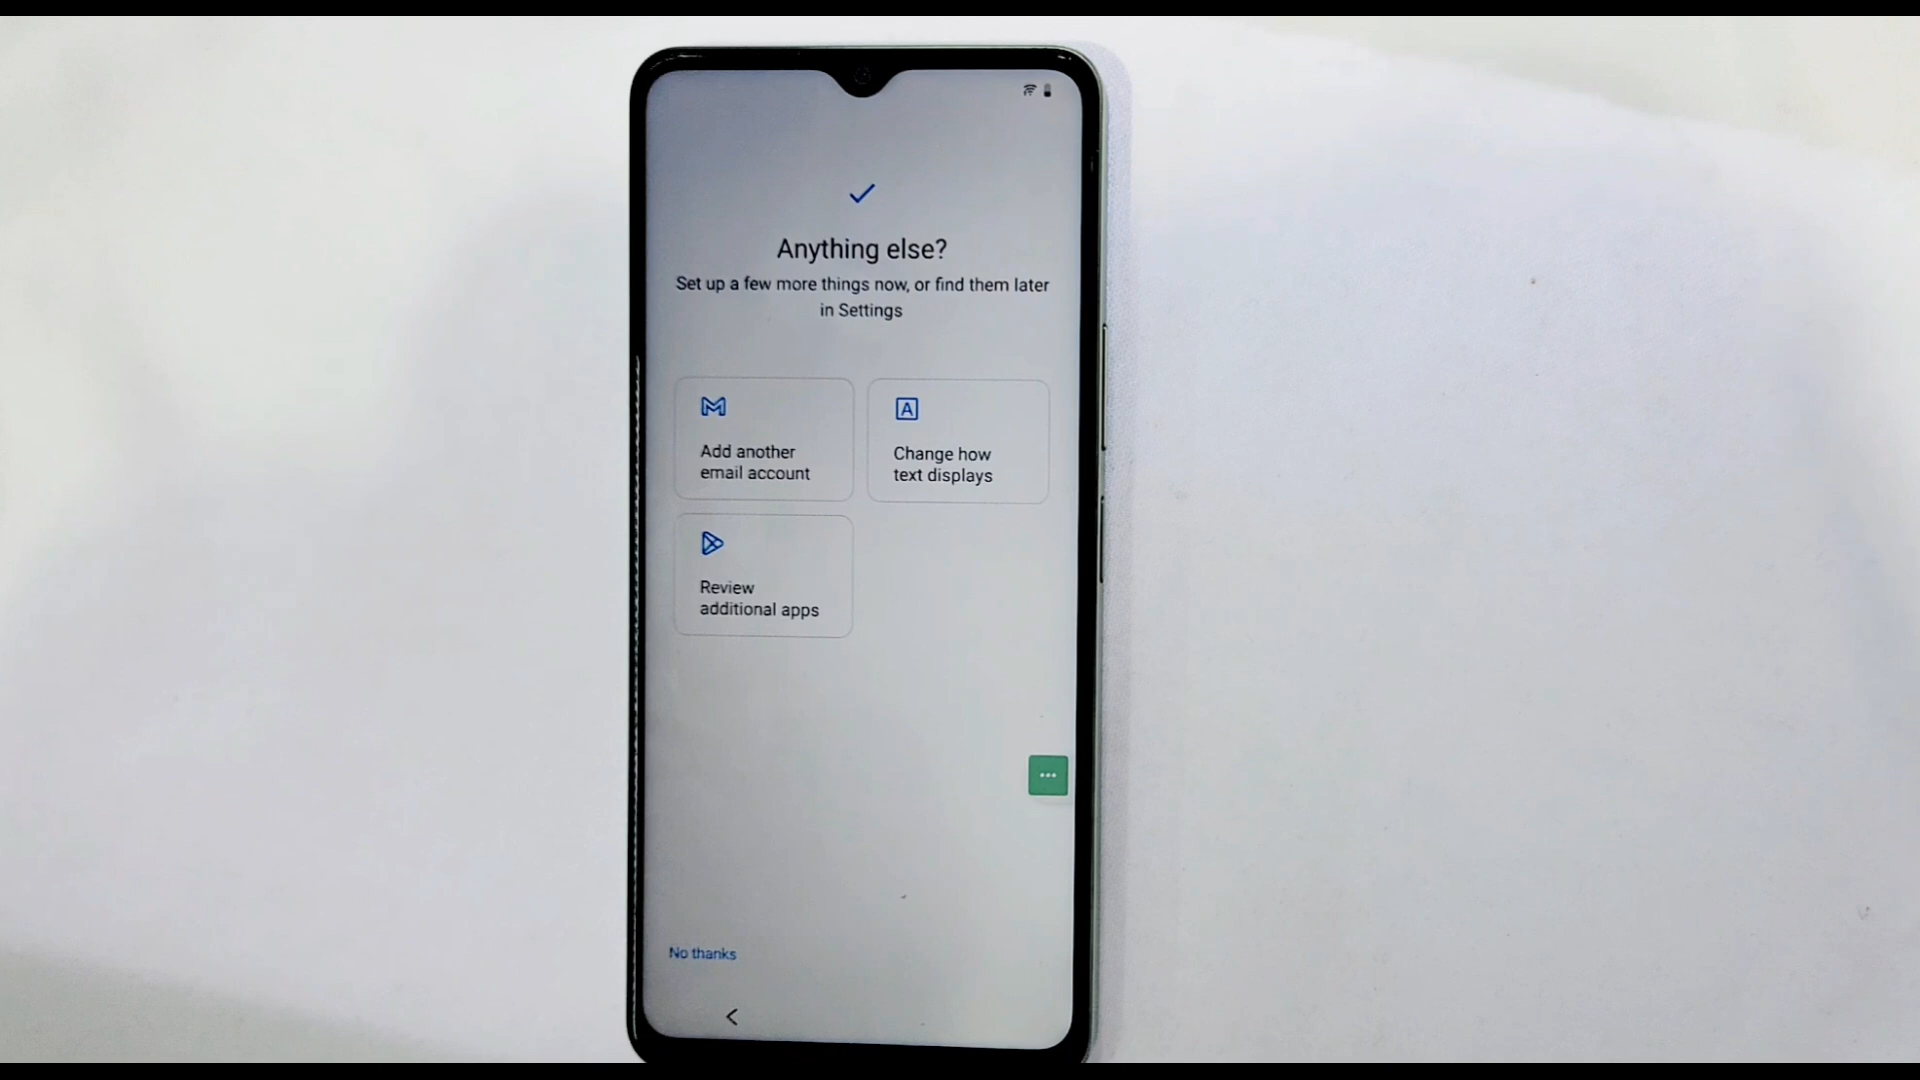 Anything else?
Set up a few more things now, or find them later
in Settings
Add another
email account
A
Change how
text displays
Review
additional apps
No thanks